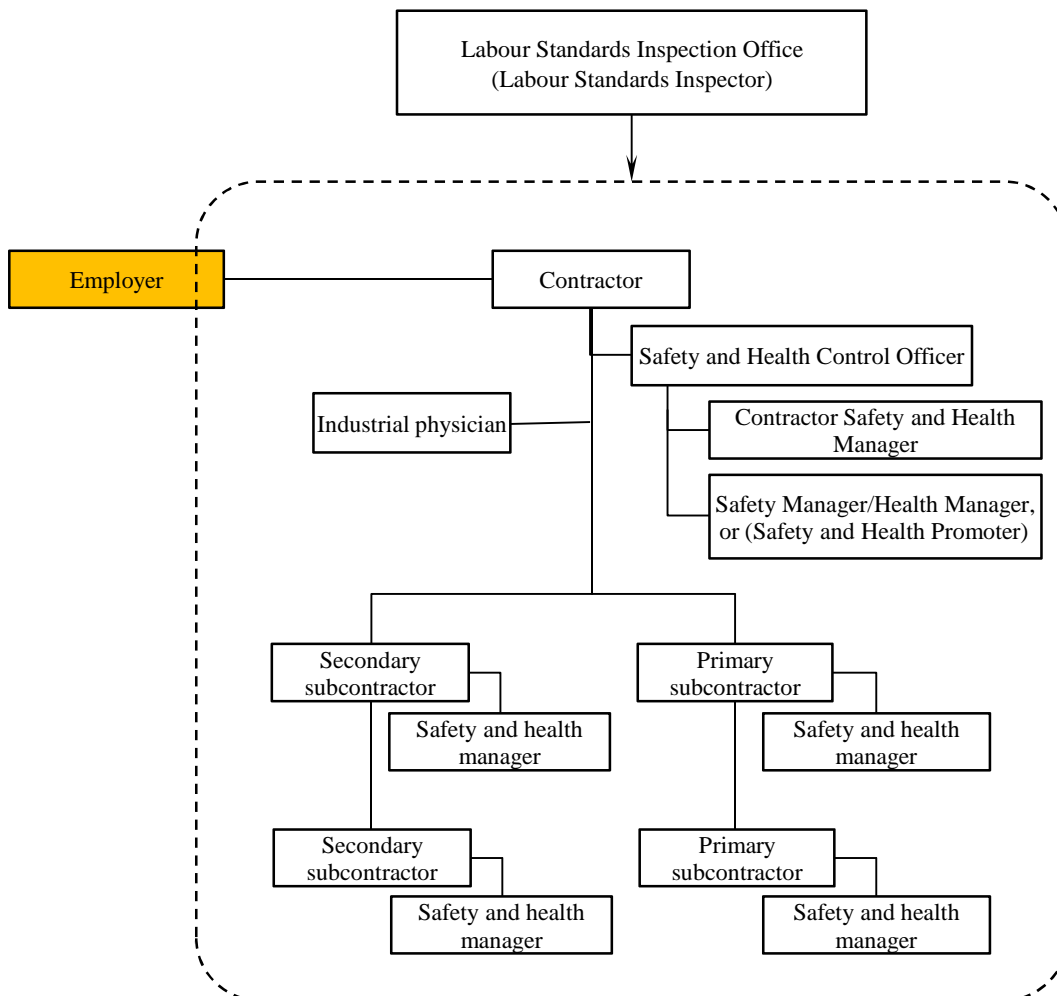 Labour Standards Inspection Office
(Labour Standards Inspector)
Employer
Contractor
Safety and Health Control Officer
Industrial physician
Contractor Safety and Health
Manager
Safety Manager/Health Manager,
or (Safety and Health Promoter)
Secondary
subcontractor
Safety and health
manager
Primary
subcontractor
Safety and health
manager
Secondary
subcontractor
Safety and health
manager
Primary
subcontractor
Safety and health
manager